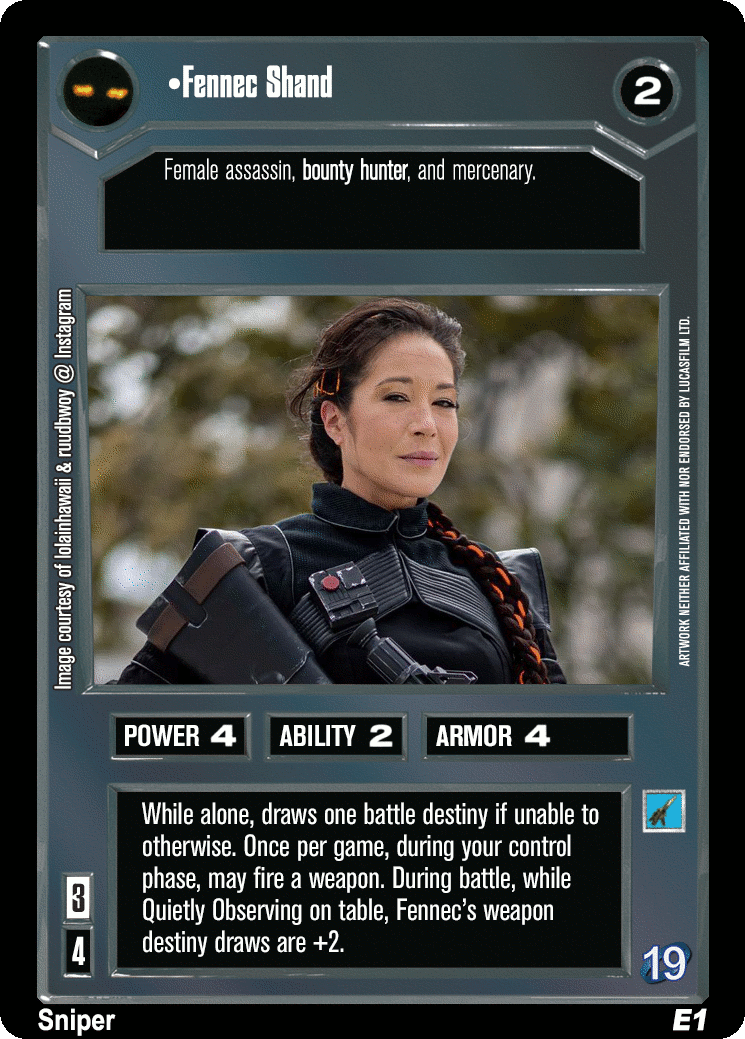 •Fennec Shand
2
Female assassin, bounty hunter, and mercenary.
Image courtesy of lolainhawaii & ruudbwoy @ Instagram
ARTWORK NEITHER AFFILIATED WITH NOR ENDORSED BY LUCASFILM LTD.
POWER 4 ABILITY 2 ARMOR 4
While alone, draws one battle destiny if unable to
otherwise. Once per game, during your control
phase, may fire a weapon. During battle, while
Quietly Observing on table, Fennec's weapon
destiny draws are +2.
3
4
19
Sniper E1